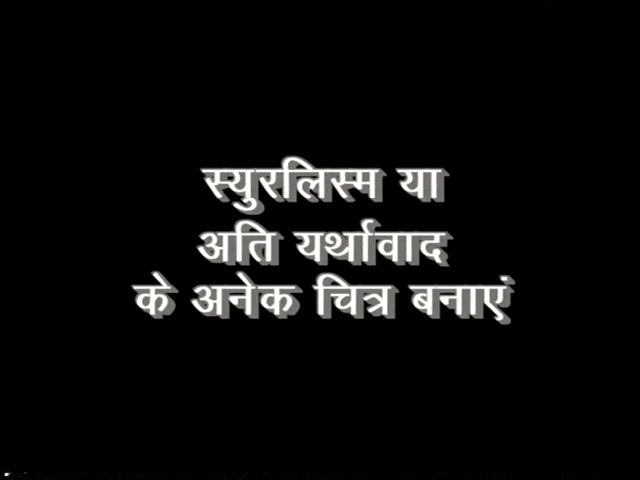 स्युरलिस्म या
अति यर्थावाद
के अनेक चित्र बनाएं